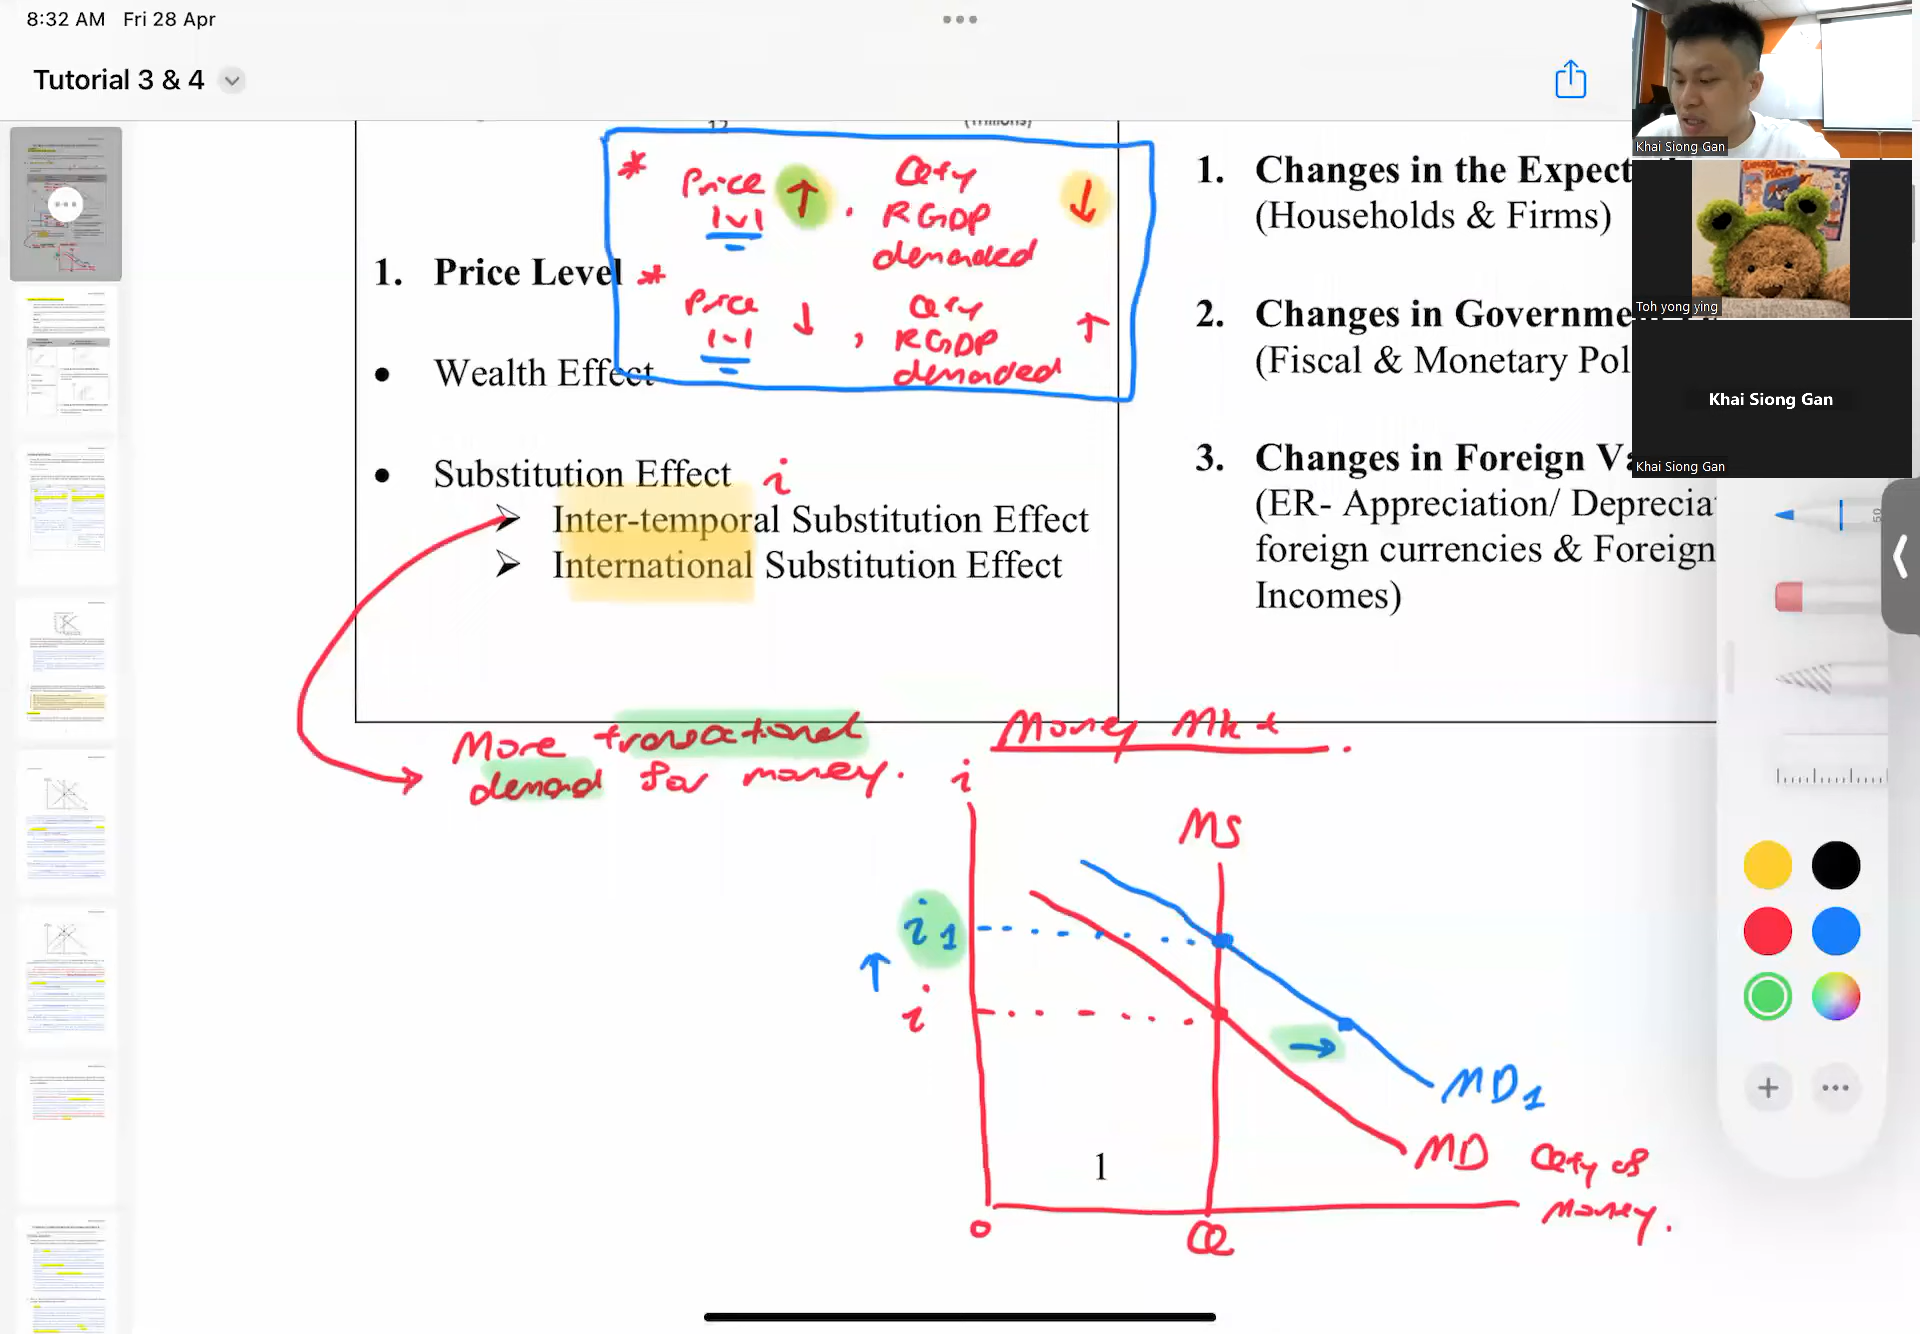 8:32 AM Fri 28 Apr
Tutorial 3 & 4
12
(Trillions)
* Price ↑ . Qty ↓
lvl RGDP
demanded
1. Price Level *
Price ↓ , Qty ↑
lvl RGDP
demanded
• Wealth Effect
• Substitution Effect i
➢ Inter-temporal Substitution Effect
➢ International Substitution Effect
1. Changes in the Expect
(Households & Firms)
2. Changes in Governme
(Fiscal & Monetary Pol
3. Changes in Foreign Va
(ER- Appreciation/ Deprecia
foreign currencies & Foreign
Incomes)
More transactional
demand for money.
Money Mkt.
i
MS
i1
↑
i
→
MD1
MD Qty of
Money.
1
0
Q
Khai Siong Gan
Toh yong ying
Khai Siong Gan
Khai Siong Gan
50